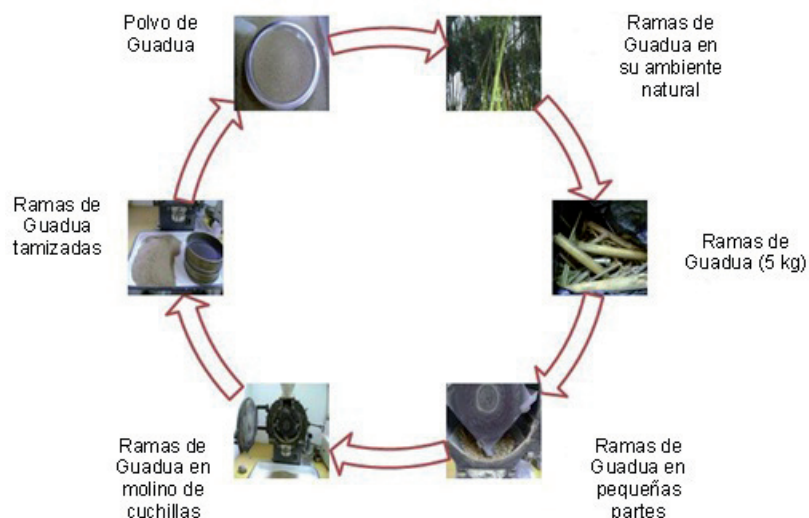 Polvo de
Guadua
Ramas de
Guadua en
su ambiente
natural
Ramas de
Guadua (5 kg)
Ramas de
Guadua en
pequeñas
partes
Ramas de
Guadua en
molino de
cuchillas
Ramas de
Guadua
tamizadas